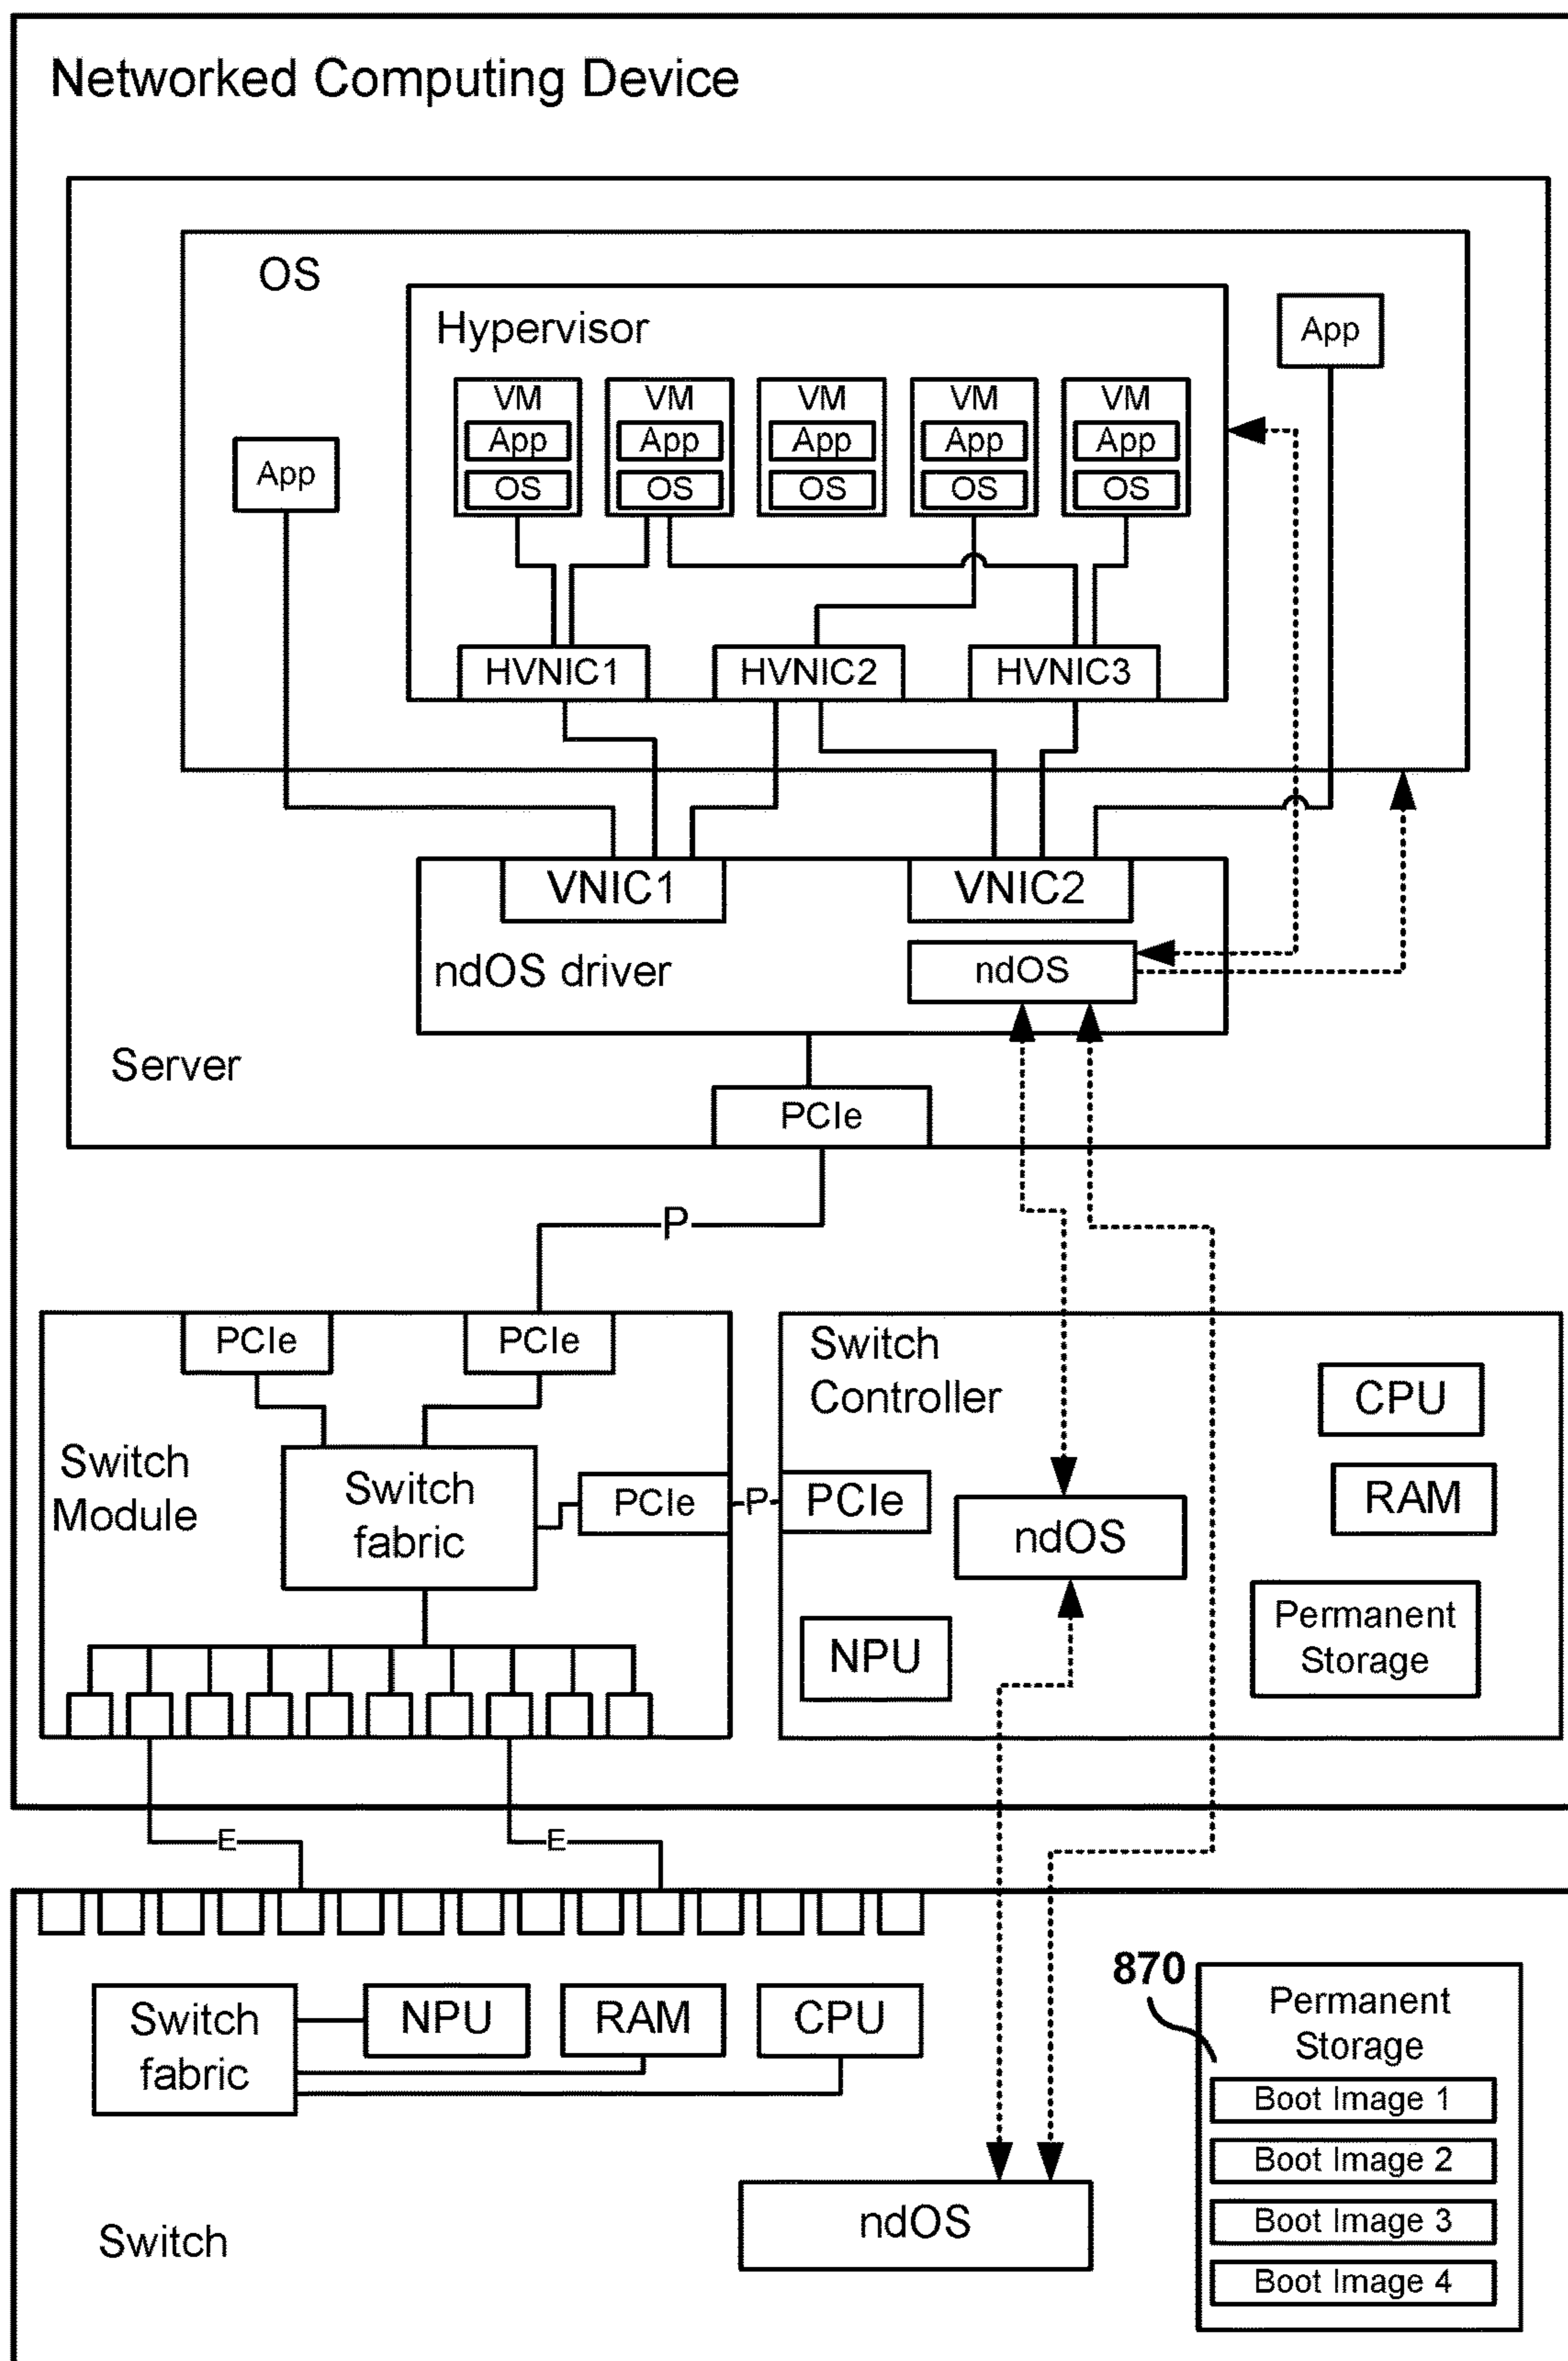 Networked Computing Device
OS
Hypervisor
App
VM VM VM VM VM
App App App App App
App
OS OS OS OS OS
HVNIC1 HVNIC2 HVNIC3
VNIC1 VNIC2
ndOS driver ndOS
Server
PCIe
P
PCIe PCIe
Switch
Controller
CPU
Switch
Module
Switch
fabric
PCIe
P
PCIe
RAM
ndOS
NPU
Permanent
Storage
E E
870
Permanent
Storage
Switch
fabric
NPU RAM CPU
Boot Image 1
Boot Image 2
Boot Image 3
Boot Image 4
ndOS
Switch